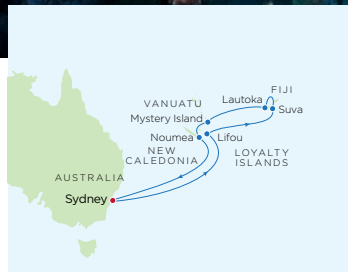 FIJI
Lautoka
Suva
VANUATU
Mystery Island
Noumea
Lifou
NEW
CALEDONIA
LOYALTY
ISLANDS
AUSTRALIA
Sydney